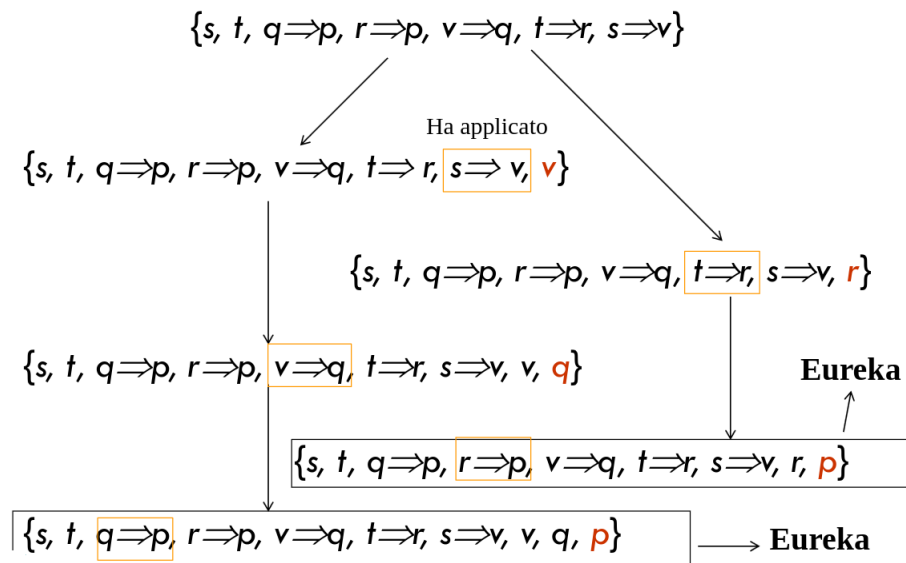 {s, t, q⇒p, r⇒p, v⇒q, t⇒r, s⇒v}
Ha applicato
{s, t, q⇒p, r⇒p, v⇒q, t⇒ r, s⇒ v, v}
{s, t, q⇒p, r⇒p, v⇒q, t⇒r, s⇒v, r}
{s, t, q⇒p, r⇒p, v⇒q, t⇒r, s⇒v, v, q}
Eureka
{s, t, q⇒p, r⇒p, v⇒q, t⇒r, s⇒v, r, p}
{s, t, q⇒p, r⇒p, v⇒q, t⇒r, s⇒v, v, q, p}
Eureka